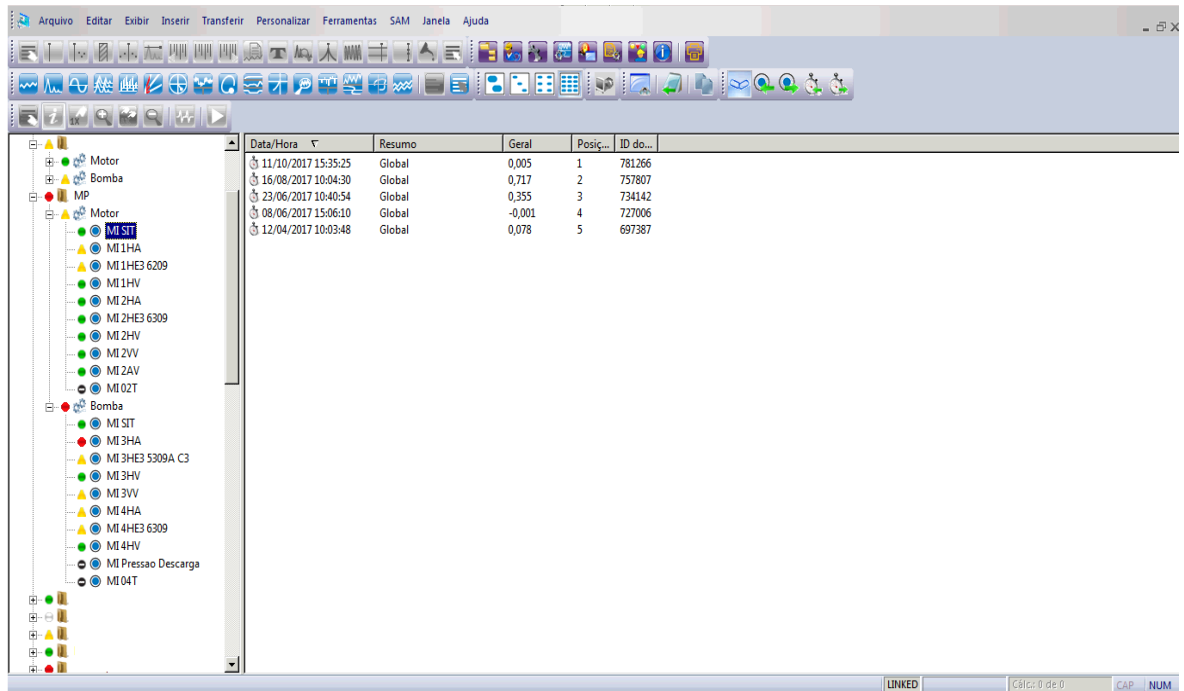 Arquivo Editar Exibir Inserir Transferir Personalizar Ferramentas SAM Janela Ajuda
Motor
Bomba
MP
Motor
MI SIT
MI 1HA
MI 1HE3 6209
MI 1HV
MI 2HA
MI 2HE3 6309
MI 2HV
MI 2VV
MI 2AV
MI 02T
Bomba
MI SIT
MI 3HA
MI 3HE3 5309A C3
MI 3HV
MI 3VV
MI 4HA
MI 4HE3 6309
MI 4HV
MI Pressao Descarga
MI 04T
Data/Hora Resumo Geral Posiç... ID do...
11/10/2017 15:35:25 Global 0,005 1 781266
16/08/2017 10:04:30 Global 0,717 2 757807
23/06/2017 10:40:54 Global 0,355 3 734142
08/06/2017 15:06:10 Global -0,001 4 727006
12/04/2017 10:03:48 Global 0,078 5 697387
LINKED Cálc.: 0 de 0 CAP NUM